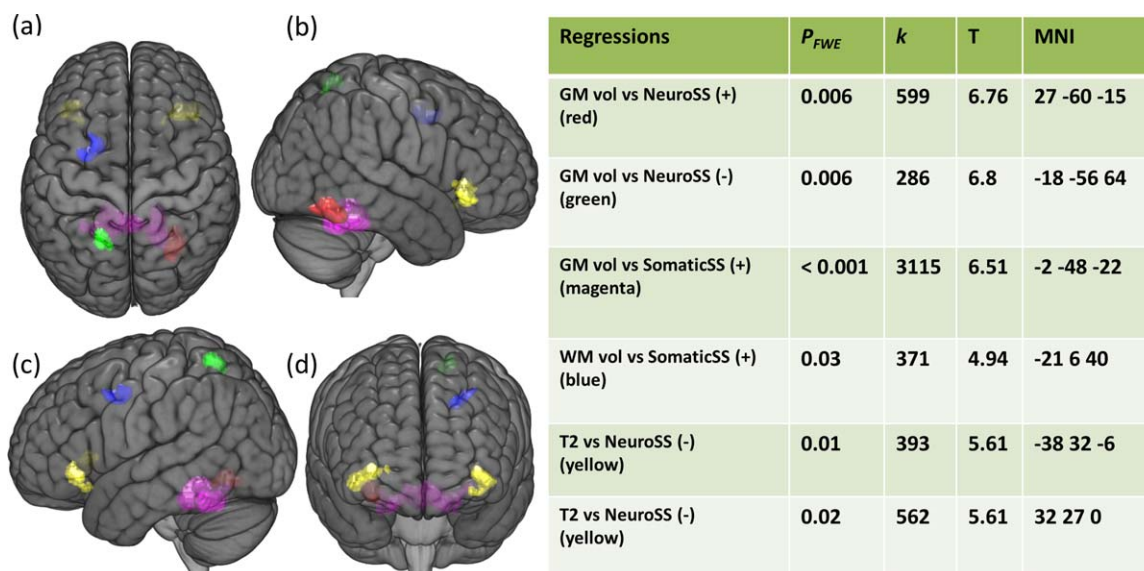 (a)
(b)
(c)
(d)
Regressions P_FWE k T MNI
GM vol vs NeuroSS (+) 0.006 599 6.76 27 -60 -15
(red)
GM vol vs NeuroSS (-) 0.006 286 6.8 -18 -56 64
(green)
GM vol vs SomaticSS (+) < 0.001 3115 6.51 -2 -48 -22
(magenta)
WM vol vs SomaticSS (+) 0.03 371 4.94 -21 6 40
(blue)
T2 vs NeuroSS (-) 0.01 393 5.61 -38 32 -6
(yellow)
T2 vs NeuroSS (-) 0.02 562 5.61 32 27 0
(yellow)